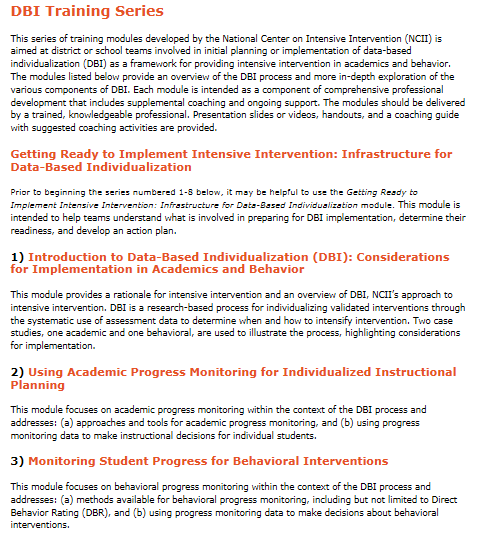 DBI Training Series
This series of training modules developed by the National Center on Intensive Intervention (NCII) is
aimed at district or school teams involved in initial planning or implementation of data-based
individualization (DBI) as a framework for providing intensive intervention in academics and behavior.
The modules listed below provide an overview of the DBI process and more in-depth exploration of the
various components of DBI. Each module is intended as a component of comprehensive professional
development that includes supplemental coaching and ongoing support. The modules should be delivered
by a trained, knowledgeable professional. Presentation slides or videos, handouts, and a coaching guide
with suggested coaching activities are provided.
Getting Ready to Implement Intensive Intervention: Infrastructure for
Data-Based Individualization
Prior to beginning the series numbered 1-8 below, it may be helpful to use the Getting Ready to
Implement Intensive Intervention: Infrastructure for Data-Based Individualization module. This module is
intended to help teams understand what is involved in preparing for DBI implementation, determine their
readiness, and develop an action plan.
1) Introduction to Data-Based Individualization (DBI): Considerations
for Implementation in Academics and Behavior
This module provides a rationale for intensive intervention and an overview of DBI, NCII's approach to
intensive intervention. DBI is a research-based process for individualizing validated interventions through
the systematic use of assessment data to determine when and how to intensify intervention. Two case
studies, one academic and one behavioral, are used to illustrate the process, highlighting considerations
for implementation.
2) Using Academic Progress Monitoring for Individualized Instructional
Planning
This module focuses on academic progress monitoring within the context of the DBI process and
addresses: (a) approaches and tools for academic progress monitoring, and (b) using progress
monitoring data to make instructional decisions for individual students.
3) Monitoring Student Progress for Behavioral Interventions
This module focuses on behavioral progress monitoring within the context of the DBI process and
addresses: (a) methods available for behavioral progress monitoring, including but not limited to Direct
Behavior Rating (DBR), and (b) using progress monitoring data to make decisions about behavioral
interventions.